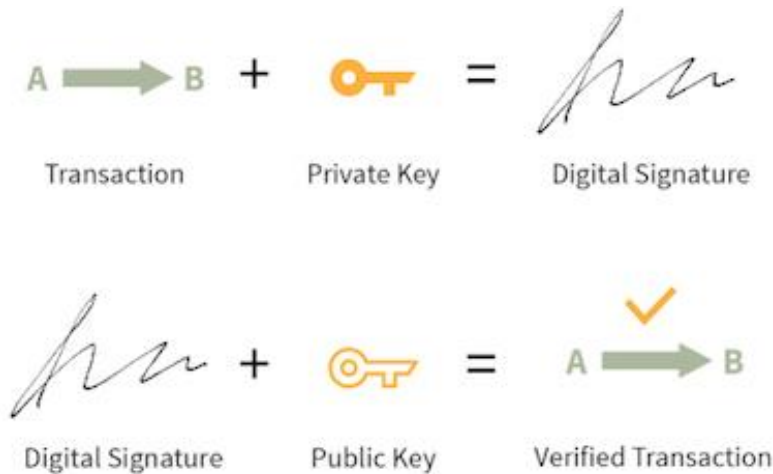 A B + =
Transaction Private Key Digital Signature
+ =
A B
Digital Signature Public Key Verified Transaction